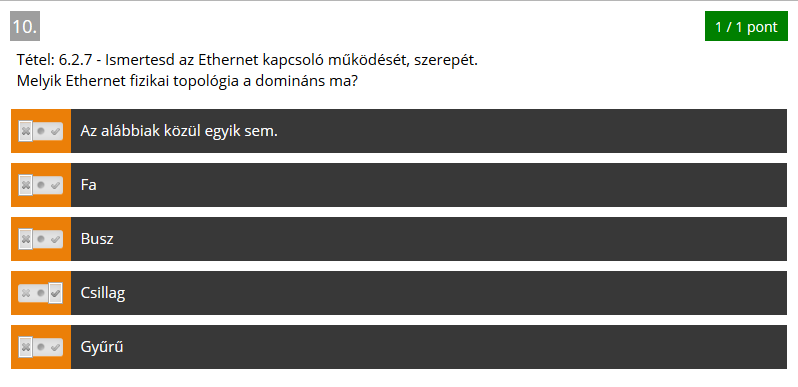 10.
1 / 1 pont
Tétel: 6.2.7 - Ismertesd az Ethernet kapcsoló működését, szerepét.
Melyik Ethernet fizikai topológia a domináns ma?
Az alábbiak közül egyik sem.
Fa
Busz
Csillag
Gyűrű